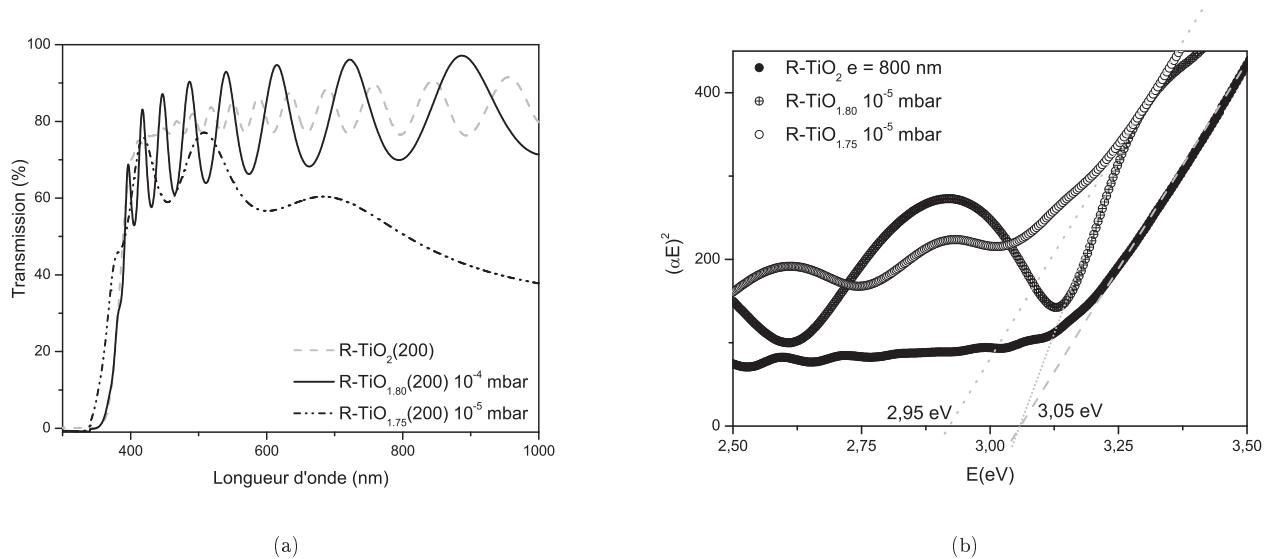 100
80
60
40
20
0
Transmission (%)
R-TiO2(200)
R-TiO1.80(200) 10-4 mbar
R-TiO1.75(200) 10-5 mbar
400 600 800 1000
Longueur d'onde (nm)
(a)
R-TiO2 e = 800 nm
R-TiO1.80 10-5 mbar
R-TiO1.75 10-5 mbar
400
200
0
(αE)2
2,95 eV
3,05 eV
2,50 2,75 3,00 3,25 3,50
E(eV)
(b)